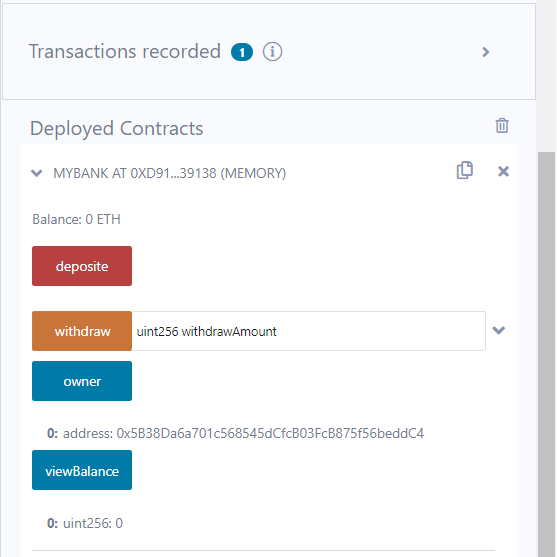 Transactions recorded 1 i
Deployed Contracts
MYBANK AT 0XD91...39138 (MEMORY)
Balance: 0 ETH
deposite
withdraw uint256 withdrawAmount
owner
0: address: 0x5B38Da6a701c568545dCfcB03FcB875f56beddC4
viewBalance
0: uint256: 0